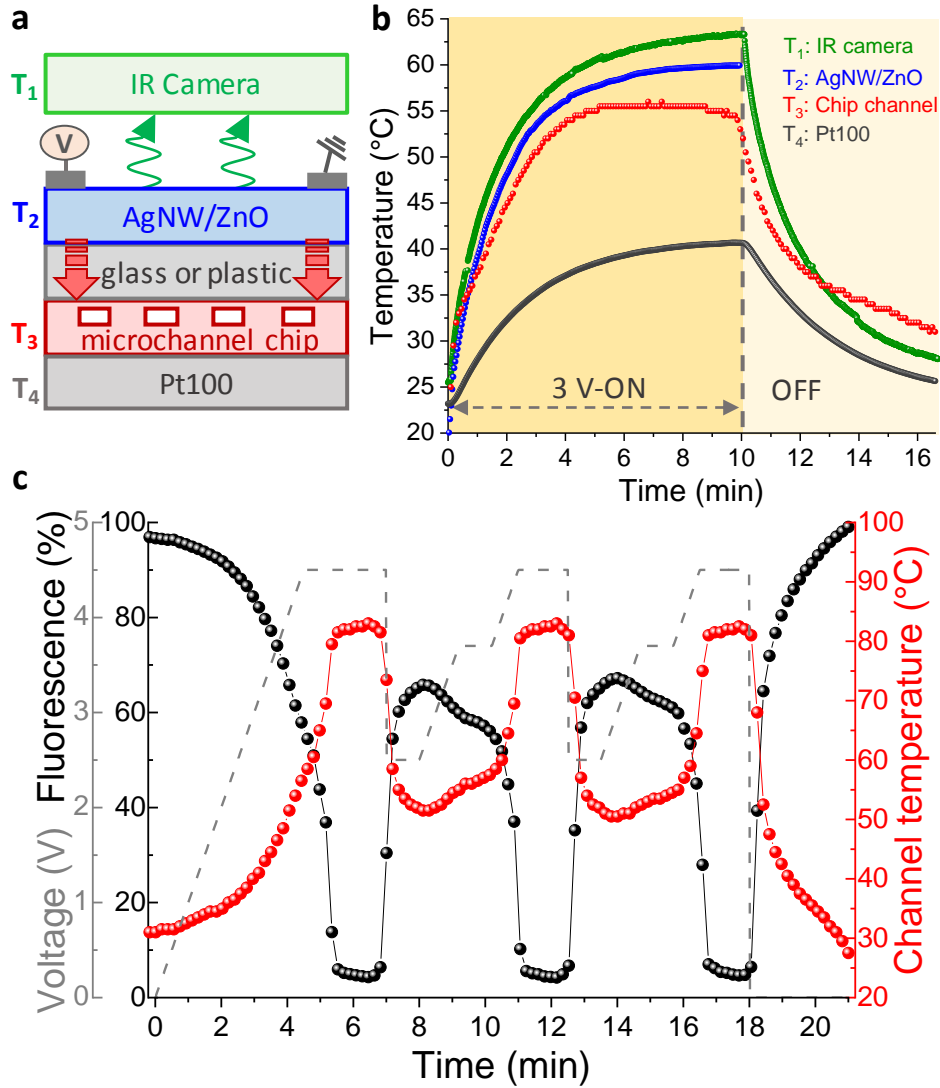 a
T1
IR Camera
V
T2
AgNW/ZnO
glass or plastic
T3
microchannel chip
T4
Pt100
b
Temperature (°C)
65
60
55
50
45
40
35
30
25
20
T1: IR camera
T2: AgNW/ZnO
T3: Chip channel
T4: Pt100
3 V-ON
OFF
0 2 4 6 8 10 12 14 16
Time (min)
c
Voltage (V)
5
4
3
2
1
0
Fluorescence (%)
100
80
60
40
20
0
Channel temperature (°C)
100
90
80
70
60
50
40
30
20
0 2 4 6 8 10 12 14 16 18 20
Time (min)